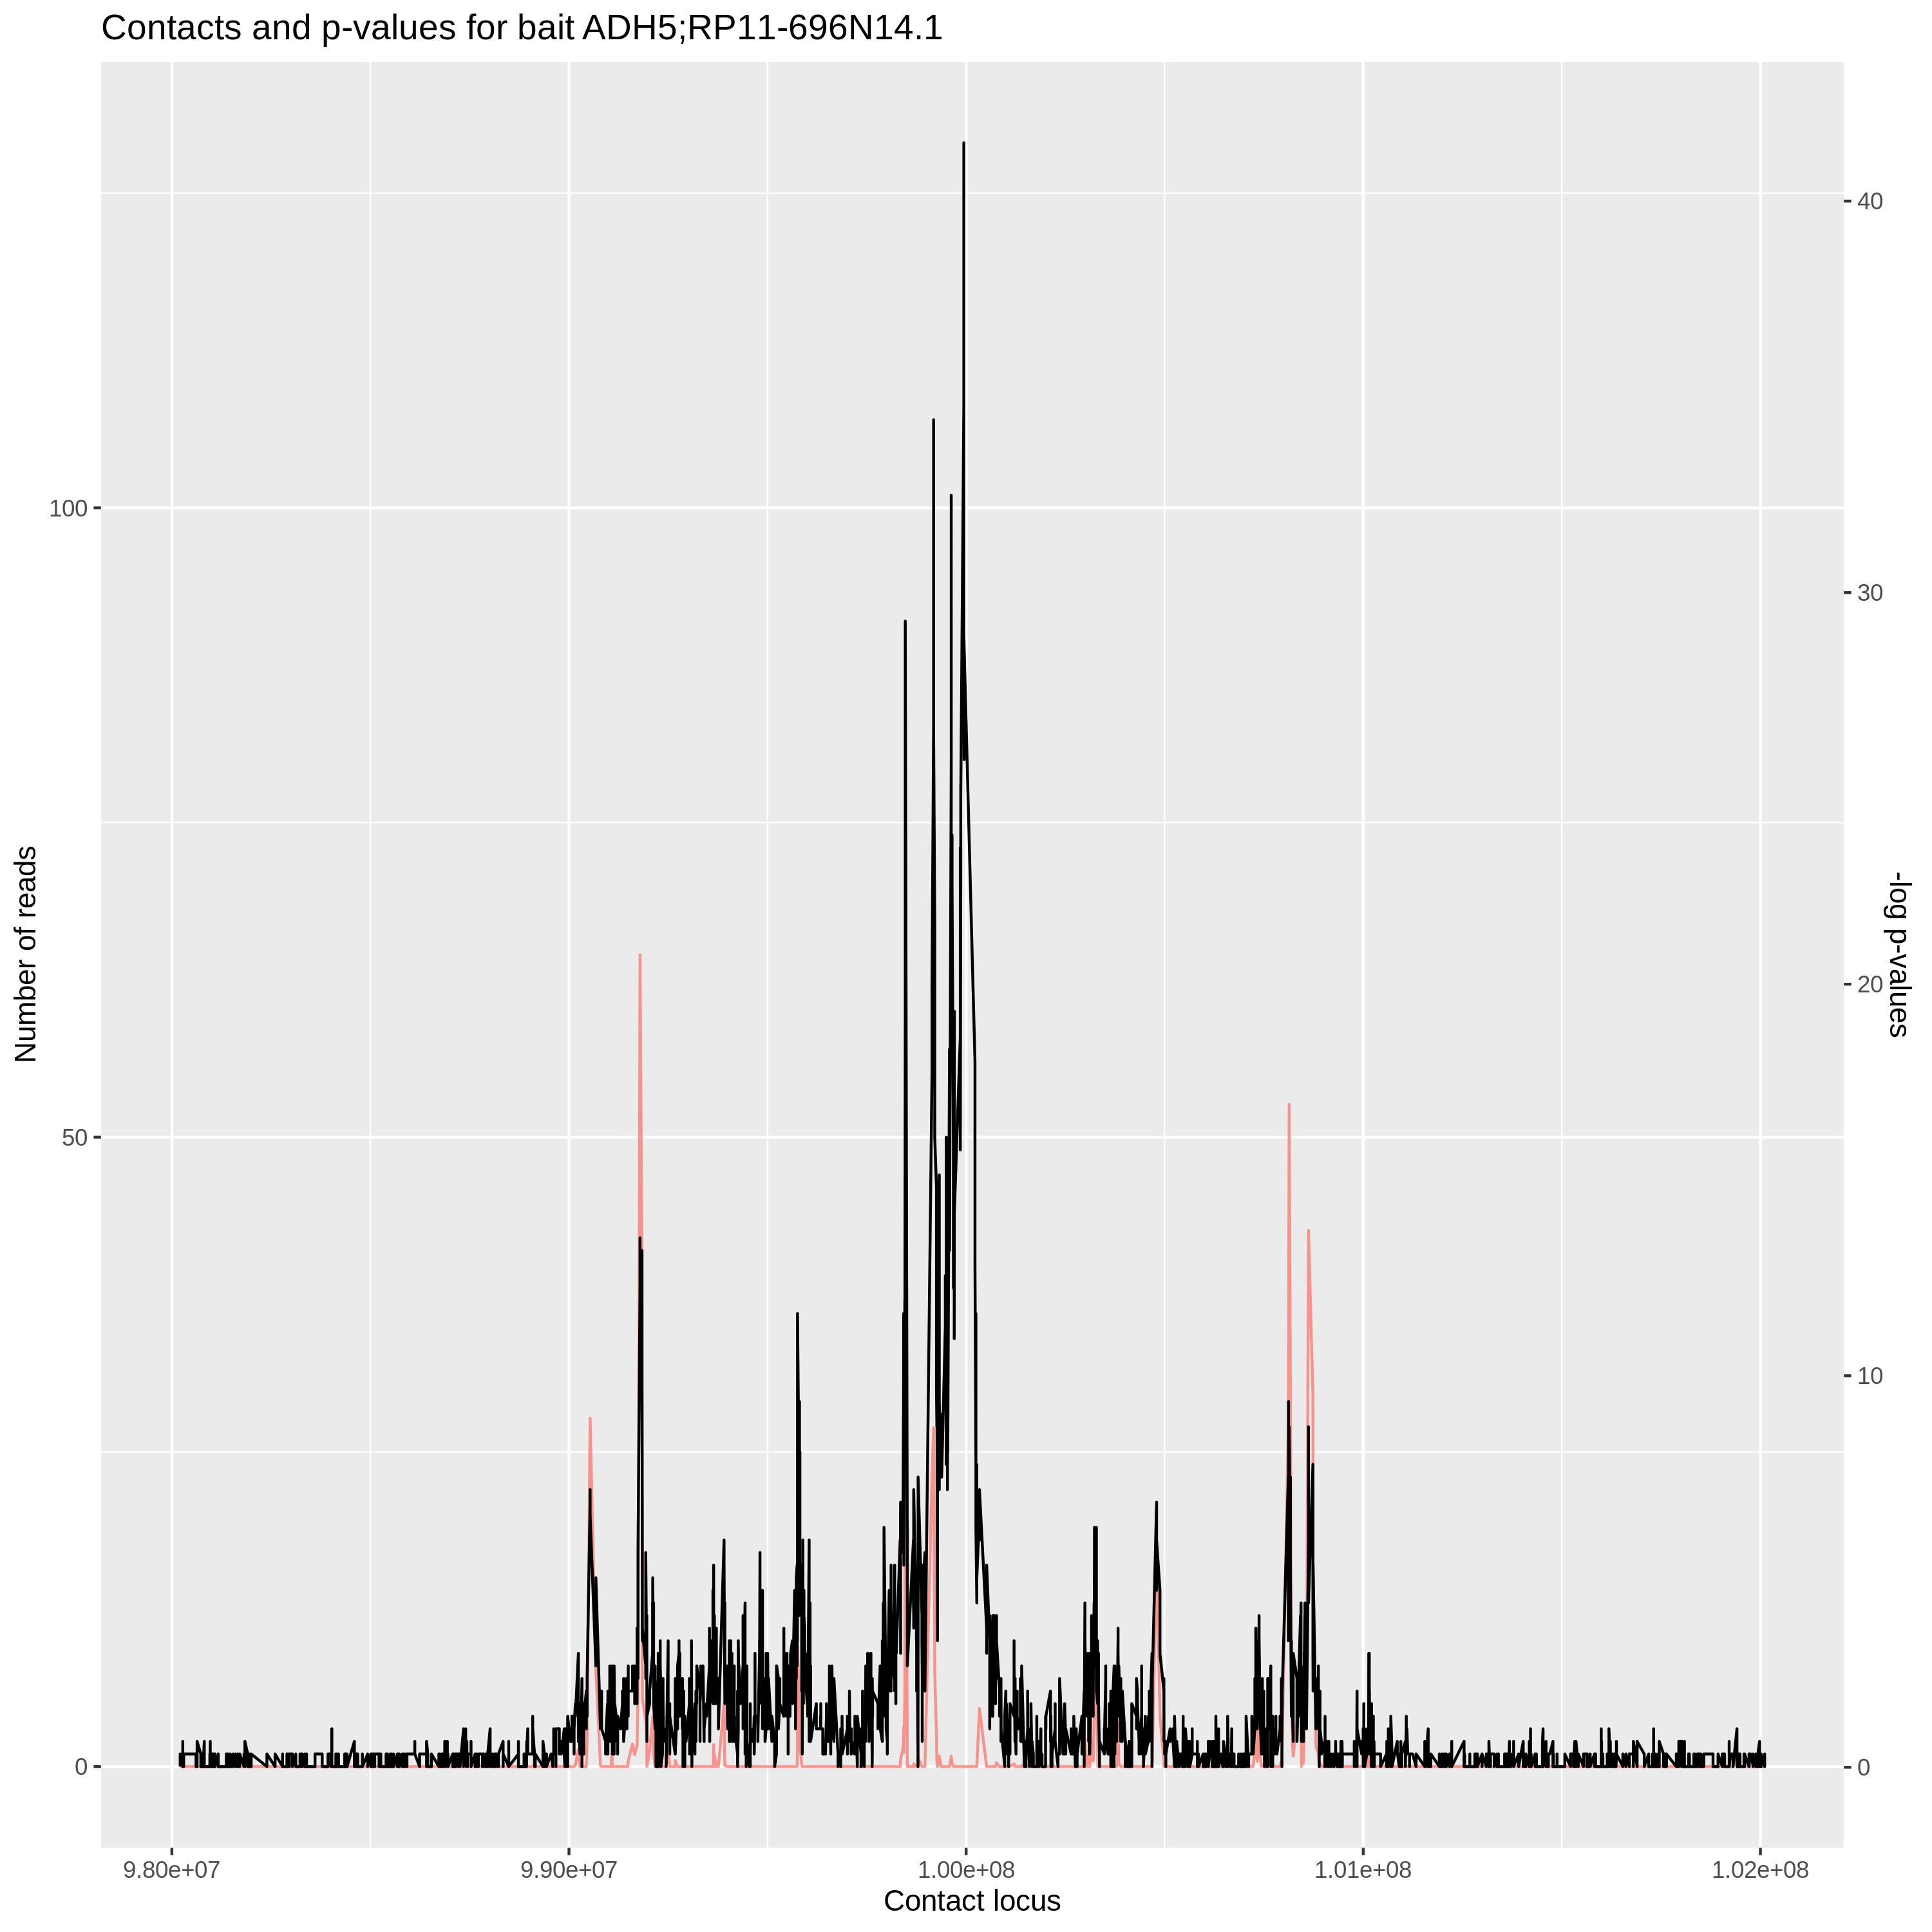 Contacts and p-values for bait ADH5;RP11-696N14.1
Number of reads
100
50
0
40
30
20
10
0
-log p-values
9.80e+07
9.90e+07
1.00e+08
1.01e+08
1.02e+08
Contact locus